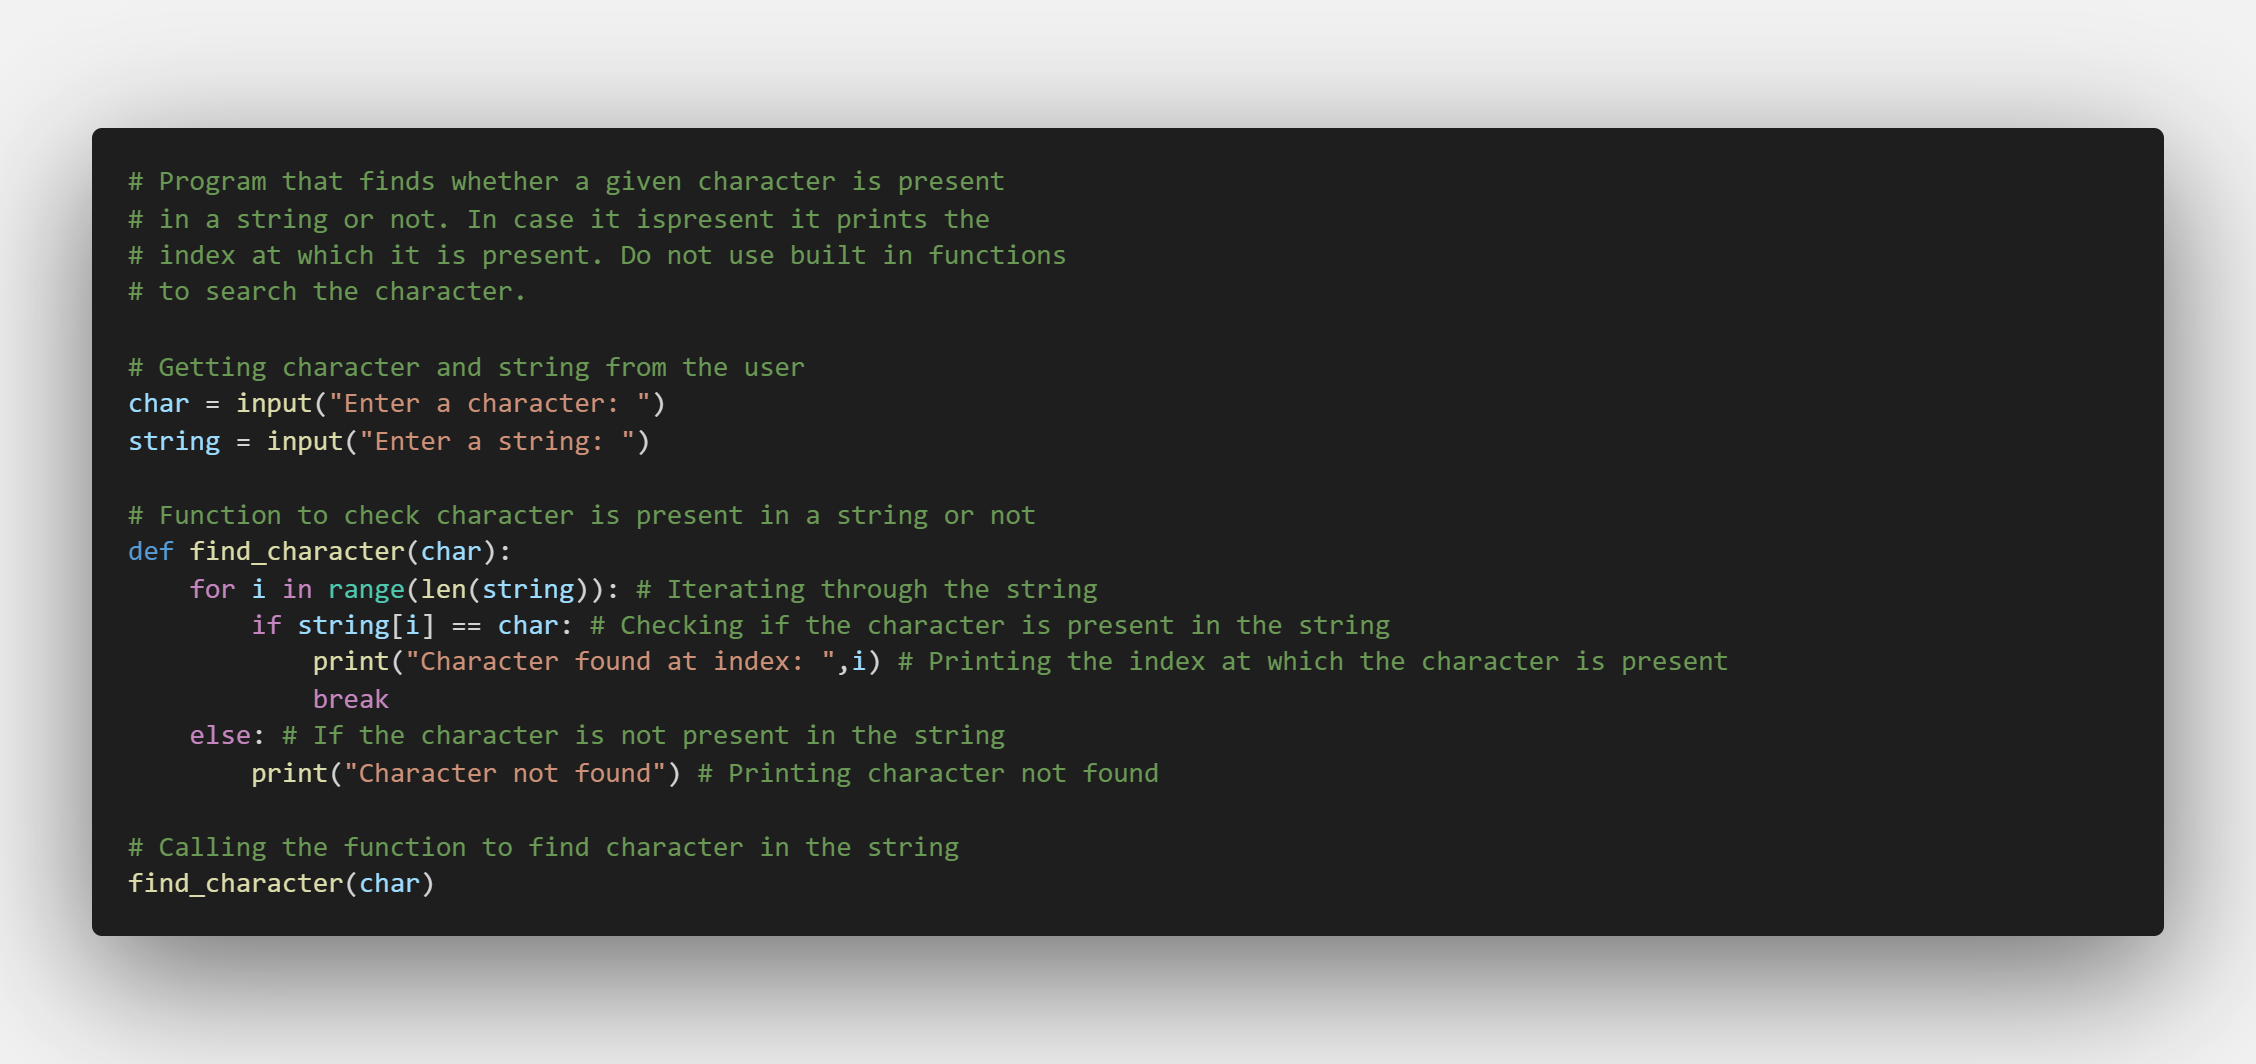 # Program that finds whether a given character is present
# in a string or not. In case it ispresent it prints the
# index at which it is present. Do not use built in functions
# to search the character.

# Getting character and string from the user
char = input("Enter a character: ")
string = input("Enter a string: ")

# Function to check character is present in a string or not
def find_character(char):
    for i in range(len(string)): # Iterating through the string
        if string[i] == char: # Checking if the character is present in the string
            print("Character found at index: ",i) # Printing the index at which the character is present
            break
    else: # If the character is not present in the string
        print("Character not found") # Printing character not found

# Calling the function to find character in the string
find_character(char)